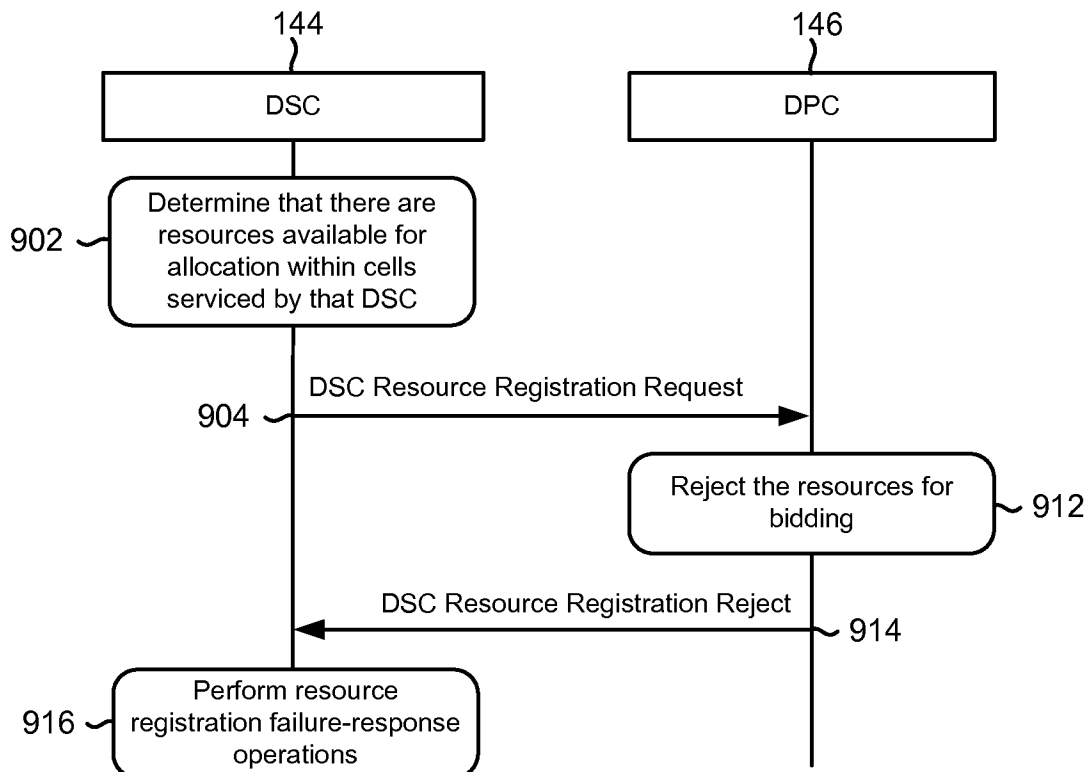 144
146
DSC
DPC
Determine that there are
resources available for
allocation within cells
serviced by that DSC
902
DSC Resource Registration Request
904
Reject the resources for
bidding
912
DSC Resource Registration Reject
914
Perform resource
registration failure-response
operations
916